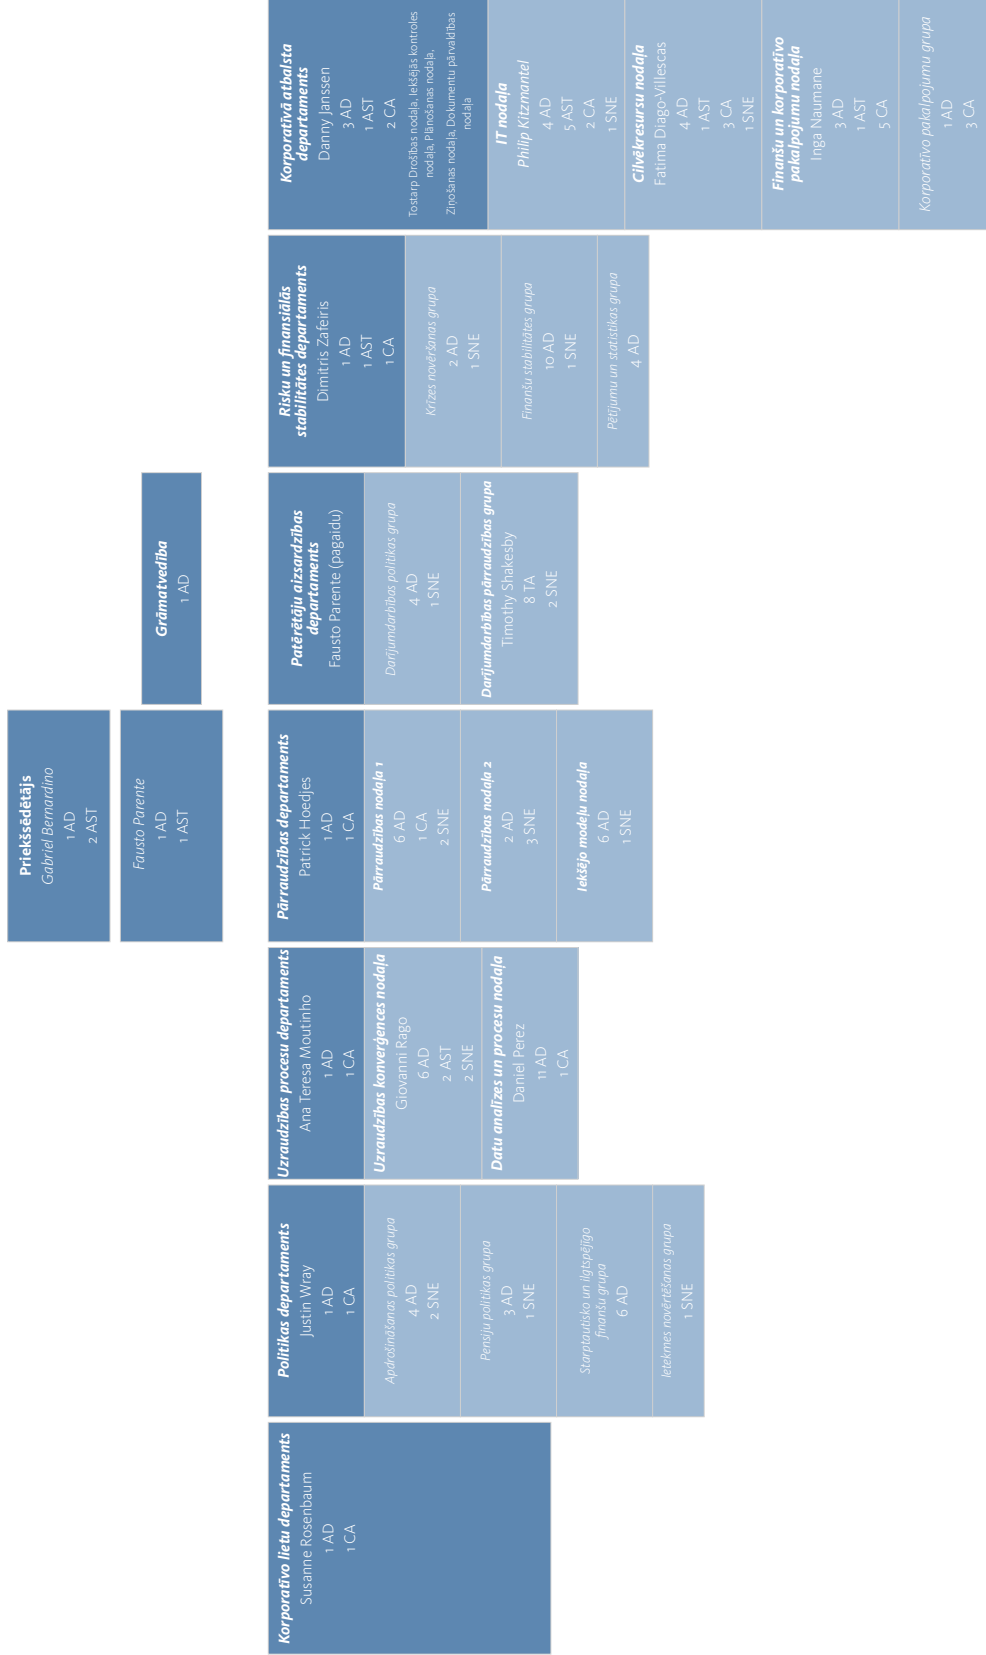 Priekšsēdētājs
Gabriel Bernardino
1 AD
2 AST
Fausto Parente
1 AD
1 AST
Grāmatvedība
1 AD
Korporatīvo lietu departaments
Susanne Rosenbaum
1 AD
1 CA
Politikas departaments
Justin Wray
1 AD
1 CA
Apdrošināšanas politikas grupa
4 AD
2 SNE
Pensiju politikas grupa
3 AD
1 SNE
Starptautisko un ilgtspējīgo
finanšu grupa
6 AD
Ietekmes novērtēšanas grupa
1 SNE
Uzraudzības procesu departaments
Ana Teresa Moutinho
1 AD
1 CA
Uzraudzības konverģences nodaļa
Giovanni Rago
6 AD
2 AST
2 SNE
Datu analīzes un procesu nodaļa
Daniel Perez
11 AD
1 CA
Pārraudzības departaments
Patrick Hoedjes
1 AD
1 CA
Pārraudzības nodaļa 1
6 AD
1 CA
2 SNE
Pārraudzības nodaļa 2
2 AD
3 SNE
Iekšējo modeļu nodaļa
6 AD
1 SNE
Patērētāju aizsardzības
departaments
Fausto Parente (pagaidu)
Darījumdarbības politikas grupa
4 AD
1 SNE
Darījumdarbības pārraudzības grupa
Timothy Shakesby
8 TA
2 SNE
Risku un finansiālās
stabilitātes departaments
Dimitris Zafeiris
1 AD
1 AST
1 CA
Krīzes novēršanas grupa
2 AD
1 SNE
Finanšu stabilitātes grupa
10 AD
1 SNE
Pētījumu un statistikas grupa
4 AD
Korporatīvā atbalsta
departaments
Danny Janssen
3 AD
1 AST
2 CA
Tostarp Drošības nodaļa, Iekšējās kontroles
nodaļa, Plānošanas nodaļa,
Ziņošanas nodaļa, Dokumentu pārvaldības
nodaļa
IT nodaļa
Philip Kitzmantel
4 AD
5 AST
2 CA
1 SNE
Cilvēkresursu nodaļa
Fatima Diago-Villescas
4 AD
1 AST
3 CA
1 SNE
Finanšu un korporatīvo
pakalpojumu nodaļa
Inga Naumane
3 AD
1 AST
5 CA
Korporatīvo pakalpojumu grupa
1 AD
3 CA